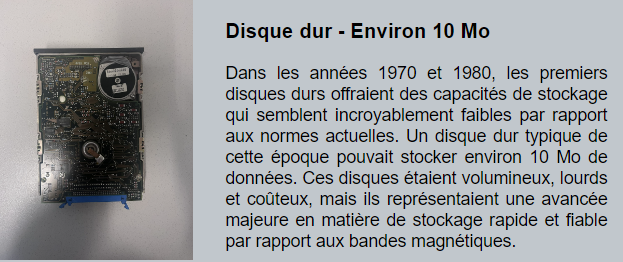 Disque dur - Environ 10 Mo
Dans les années 1970 et 1980, les premiers
disques durs offraient des capacités de stockage
qui semblent incroyablement faibles par rapport
aux normes actuelles. Un disque dur typique de
cette époque pouvait stocker environ 10 Mo de
données. Ces disques étaient volumineux, lourds
et coûteux, mais ils représentaient une avancée
majeure en matière de stockage rapide et fiable
par rapport aux bandes magnétiques.